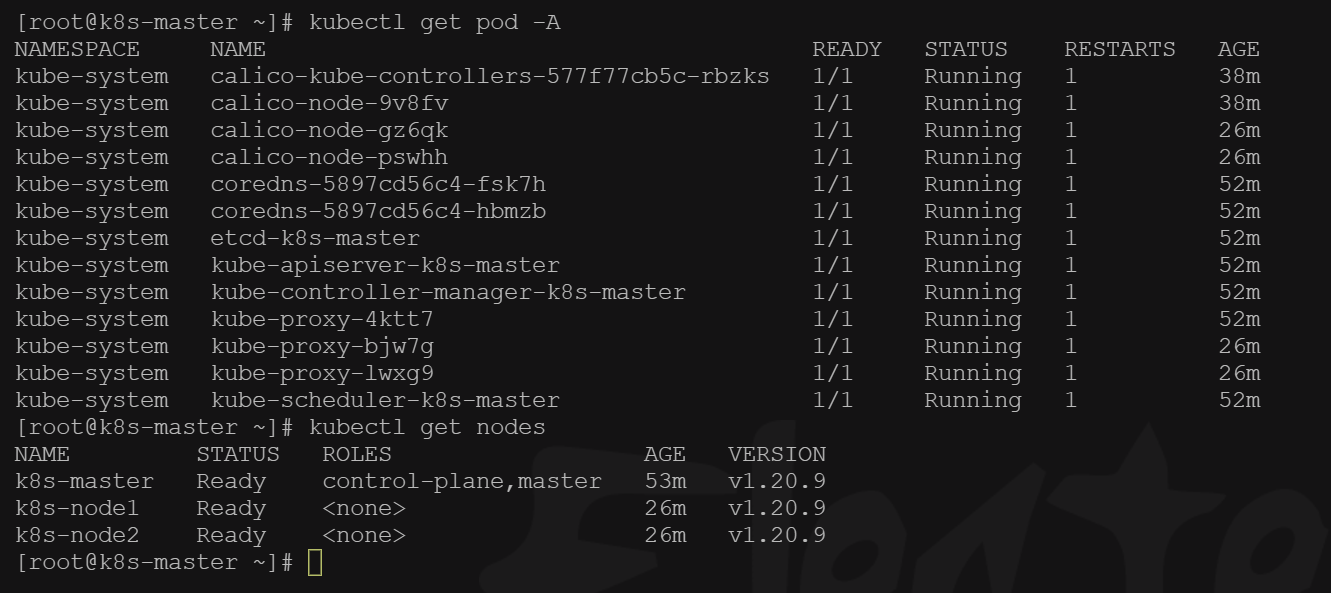 [root@k8s-master ~]# kubectl get pod -A
NAMESPACE     NAME                                       READY   STATUS    RESTARTS   AGE
kube-system   calico-kube-controllers-577f77cb5c-rbzks   1/1     Running   1          38m
kube-system   calico-node-9v8fv                          1/1     Running   1          38m
kube-system   calico-node-gz6qk                          1/1     Running   1          26m
kube-system   calico-node-pswhh                          1/1     Running   1          26m
kube-system   coredns-5897cd56c4-fsk7h                   1/1     Running   1          52m
kube-system   coredns-5897cd56c4-hbmzb                   1/1     Running   1          52m
kube-system   etcd-k8s-master                            1/1     Running   1          52m
kube-system   kube-apiserver-k8s-master                  1/1     Running   1          52m
kube-system   kube-controller-manager-k8s-master         1/1     Running   1          52m
kube-system   kube-proxy-4ktt7                           1/1     Running   1          52m
kube-system   kube-proxy-bjw7g                           1/1     Running   1          26m
kube-system   kube-proxy-lwxg9                           1/1     Running   1          26m
kube-system   kube-scheduler-k8s-master                  1/1     Running   1          52m
[root@k8s-master ~]# kubectl get nodes
NAME         STATUS   ROLES                  AGE   VERSION
k8s-master   Ready    control-plane,master   53m   v1.20.9
k8s-node1    Ready    <none>                 26m   v1.20.9
k8s-node2    Ready    <none>                 26m   v1.20.9
[root@k8s-master ~]#